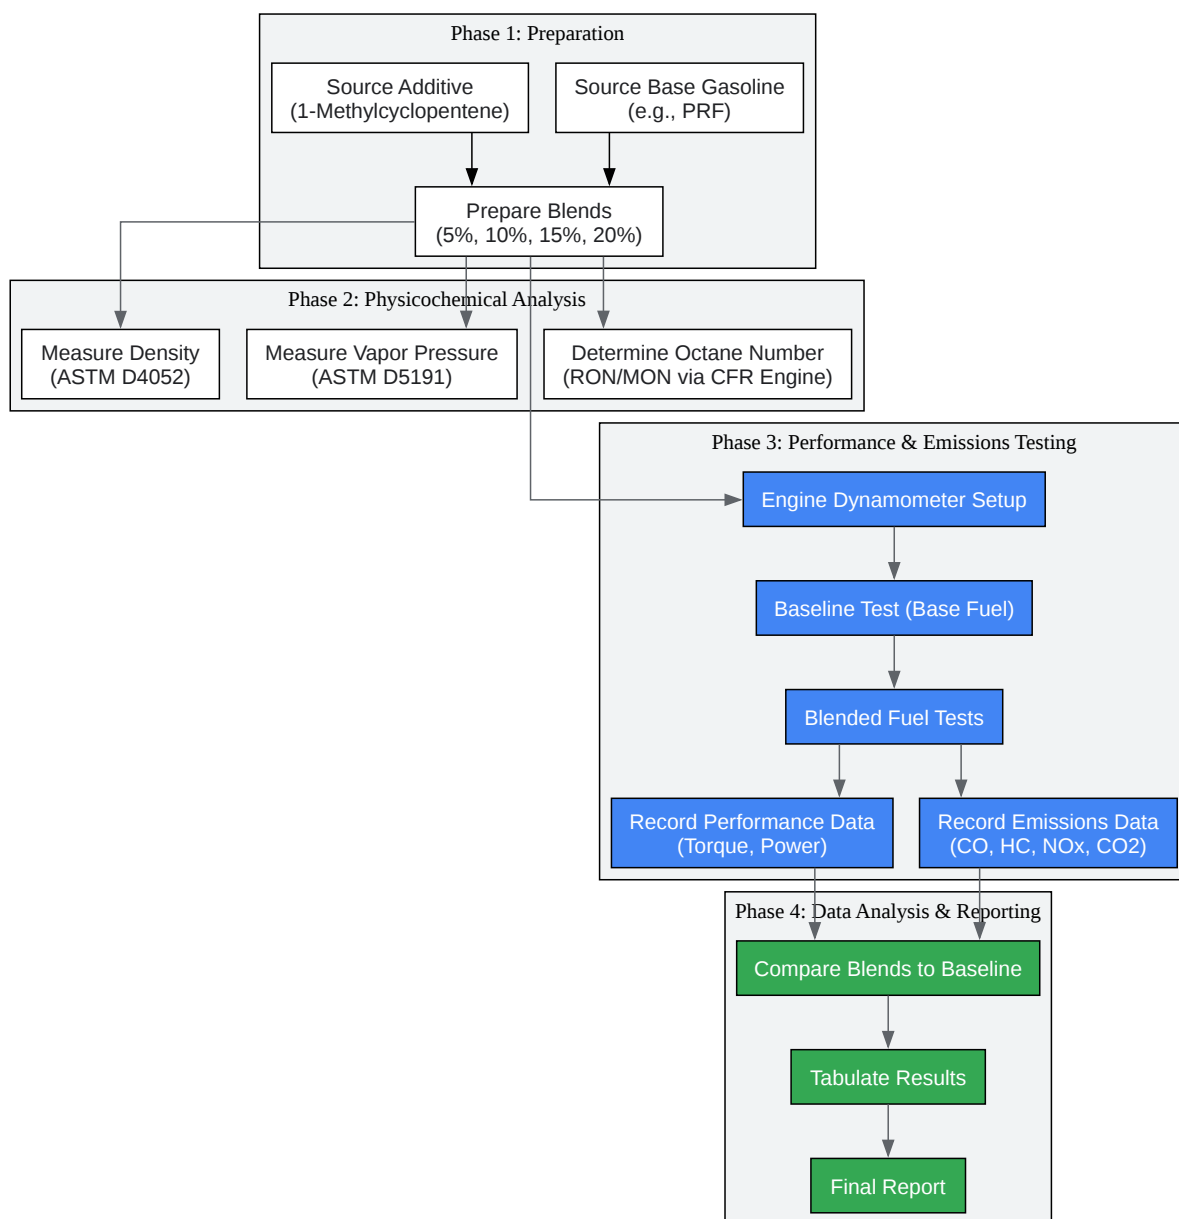 Phase 1: Preparation
Source Additive
(1-Methylcyclopentene)
Source Base Gasoline
(e.g., PRF)
Prepare Blends
(5%, 10%, 15%, 20%)
Phase 2: Physicochemical Analysis
Measure Density
(ASTM D4052)
Measure Vapor Pressure
(ASTM D5191)
Determine Octane Number
(RON/MON via CFR Engine)
Phase 3: Performance & Emissions Testing
Engine Dynamometer Setup
Baseline Test (Base Fuel)
Blended Fuel Tests
Record Performance Data
(Torque, Power)
Record Emissions Data
(CO, HC, NOx, CO2)
Phase 4: Data Analysis & Reporting
Compare Blends to Baseline
Tabulate Results
Final Report